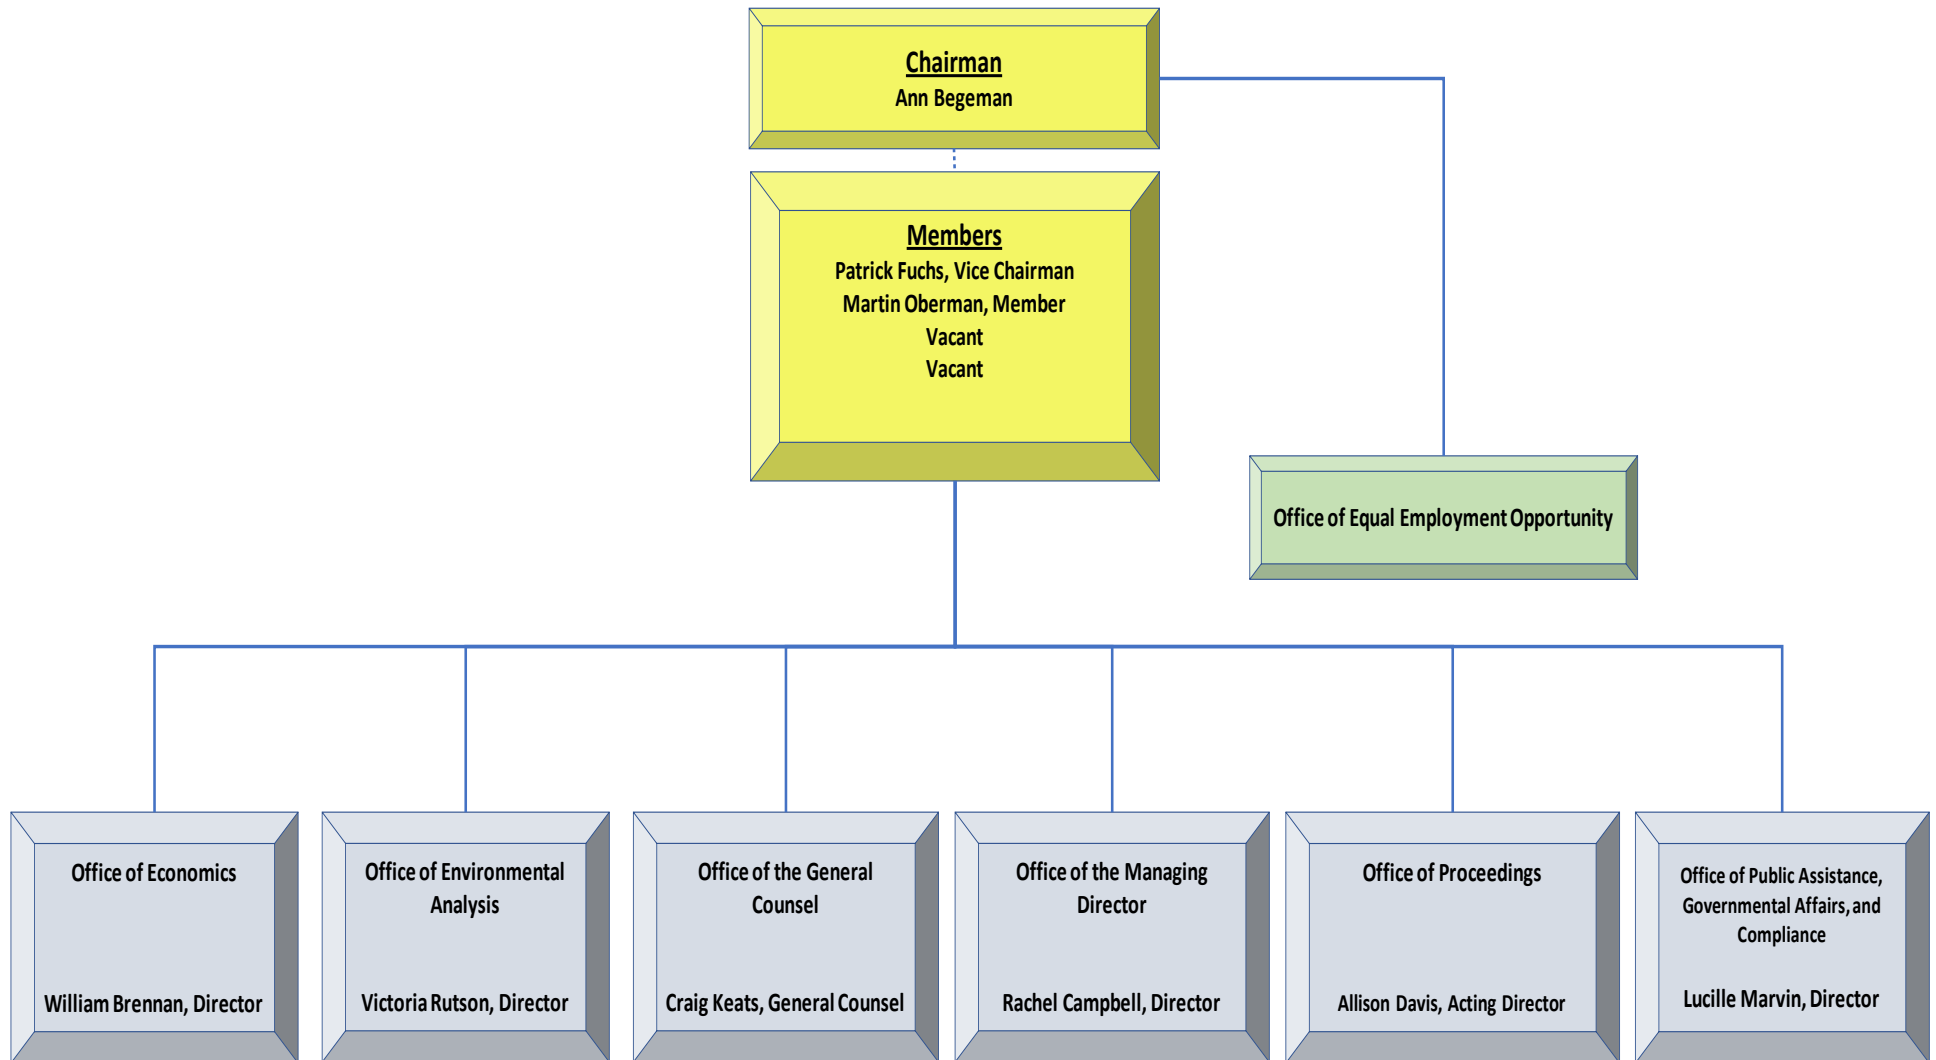 Chairman
Ann Begeman
Members
Patrick Fuchs, Vice Chairman
Martin Oberman, Member
Vacant
Vacant
Office of Equal Employment Opportunity
Office of Economics
William Brennan, Director
Office of Environmental
Analysis
Victoria Rutson, Director
Office of the General
Counsel
Craig Keats, General Counsel
Office of the Managing
Director
Rachel Campbell, Director
Office of Proceedings
Allison Davis, Acting Director
Office of Public Assistance,
Governmental Affairs, and
Compliance
Lucille Marvin, Director